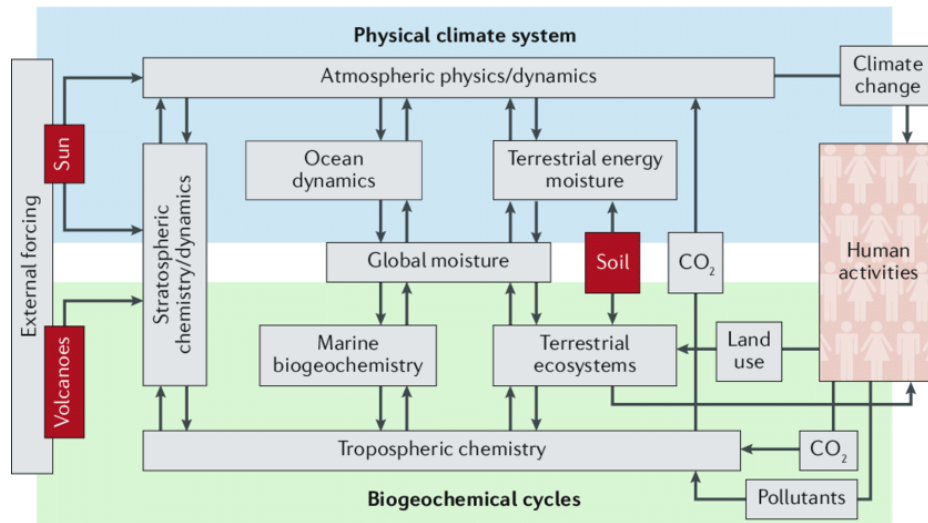 Physical climate system
Atmospheric physics/dynamics
Climate
change
External forcing
Sun
Volcanoes
Stratospheric
chemistry/dynamics
Ocean
dynamics
Terrestrial energy
moisture
Global moisture
Soil
CO₂
Human
activities
Marine
biogeochemistry
Terrestrial
ecosystems
Land
use
Tropospheric chemistry
CO₂
Pollutants
Biogeochemical cycles